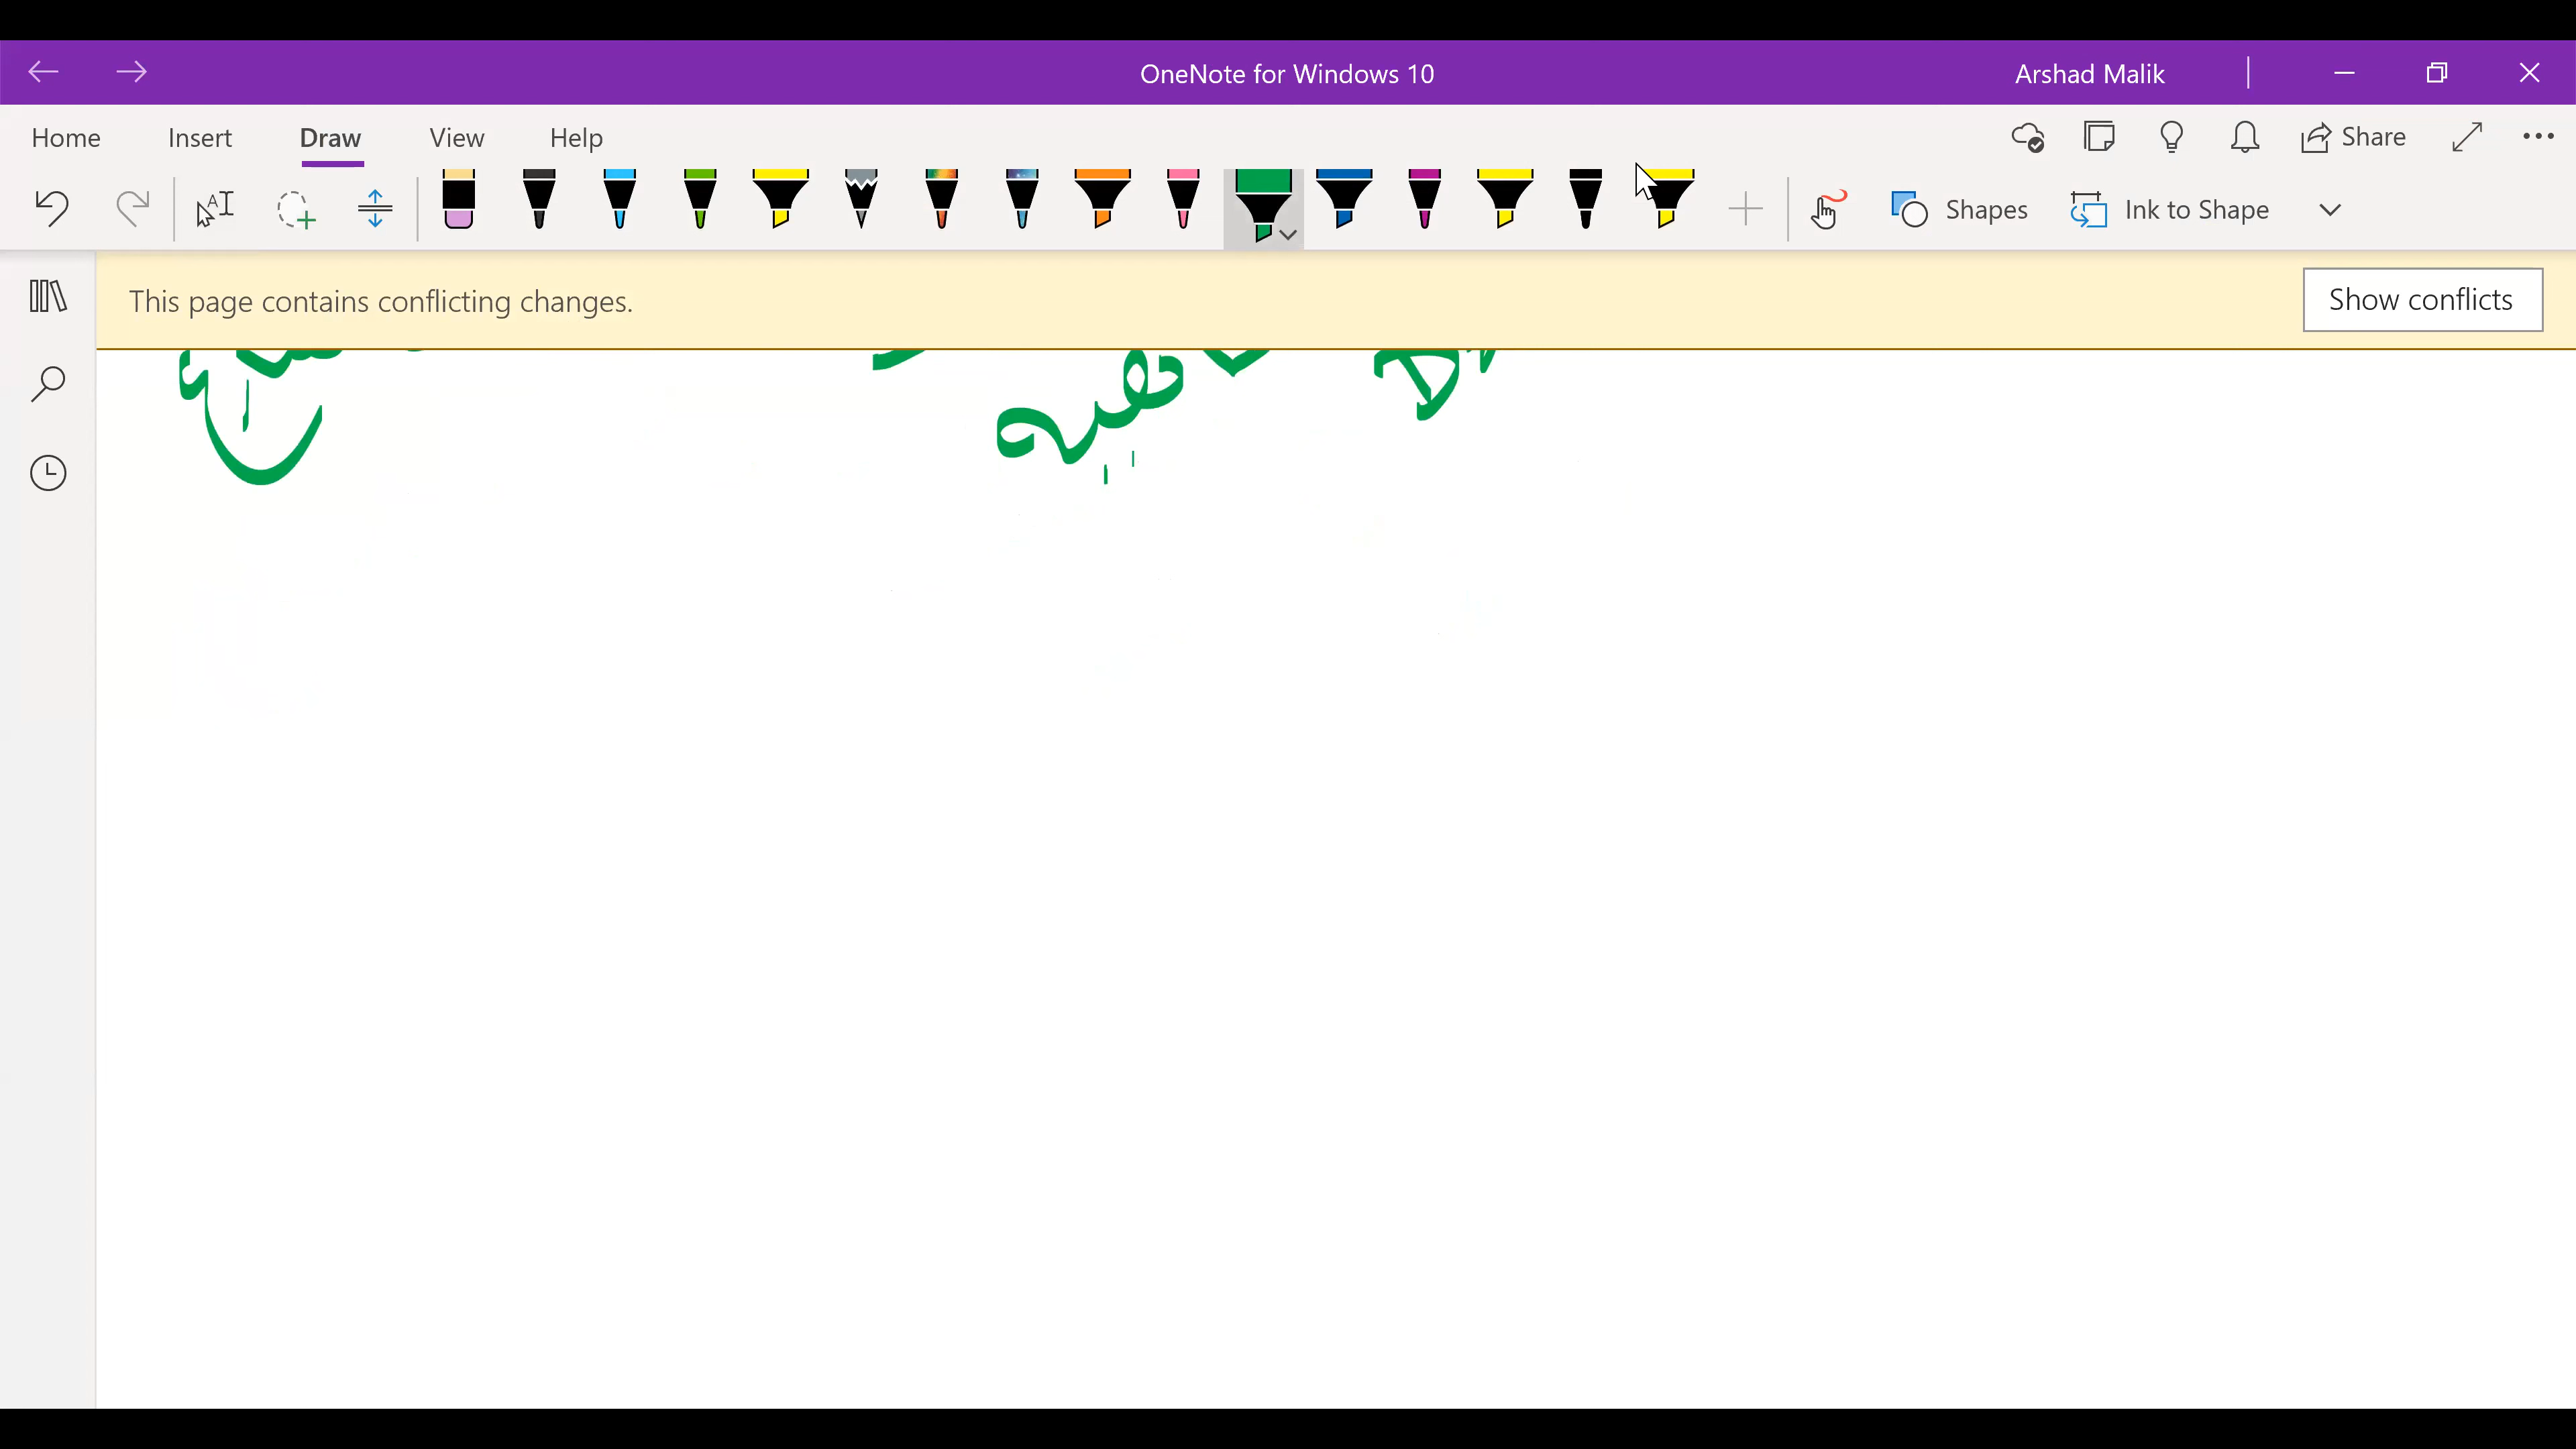 OneNote for Windows 10
Arshad Malik
Home Insert Draw View Help
Share
Shapes
Ink to Shape
This page contains conflicting changes.
Show conflicts